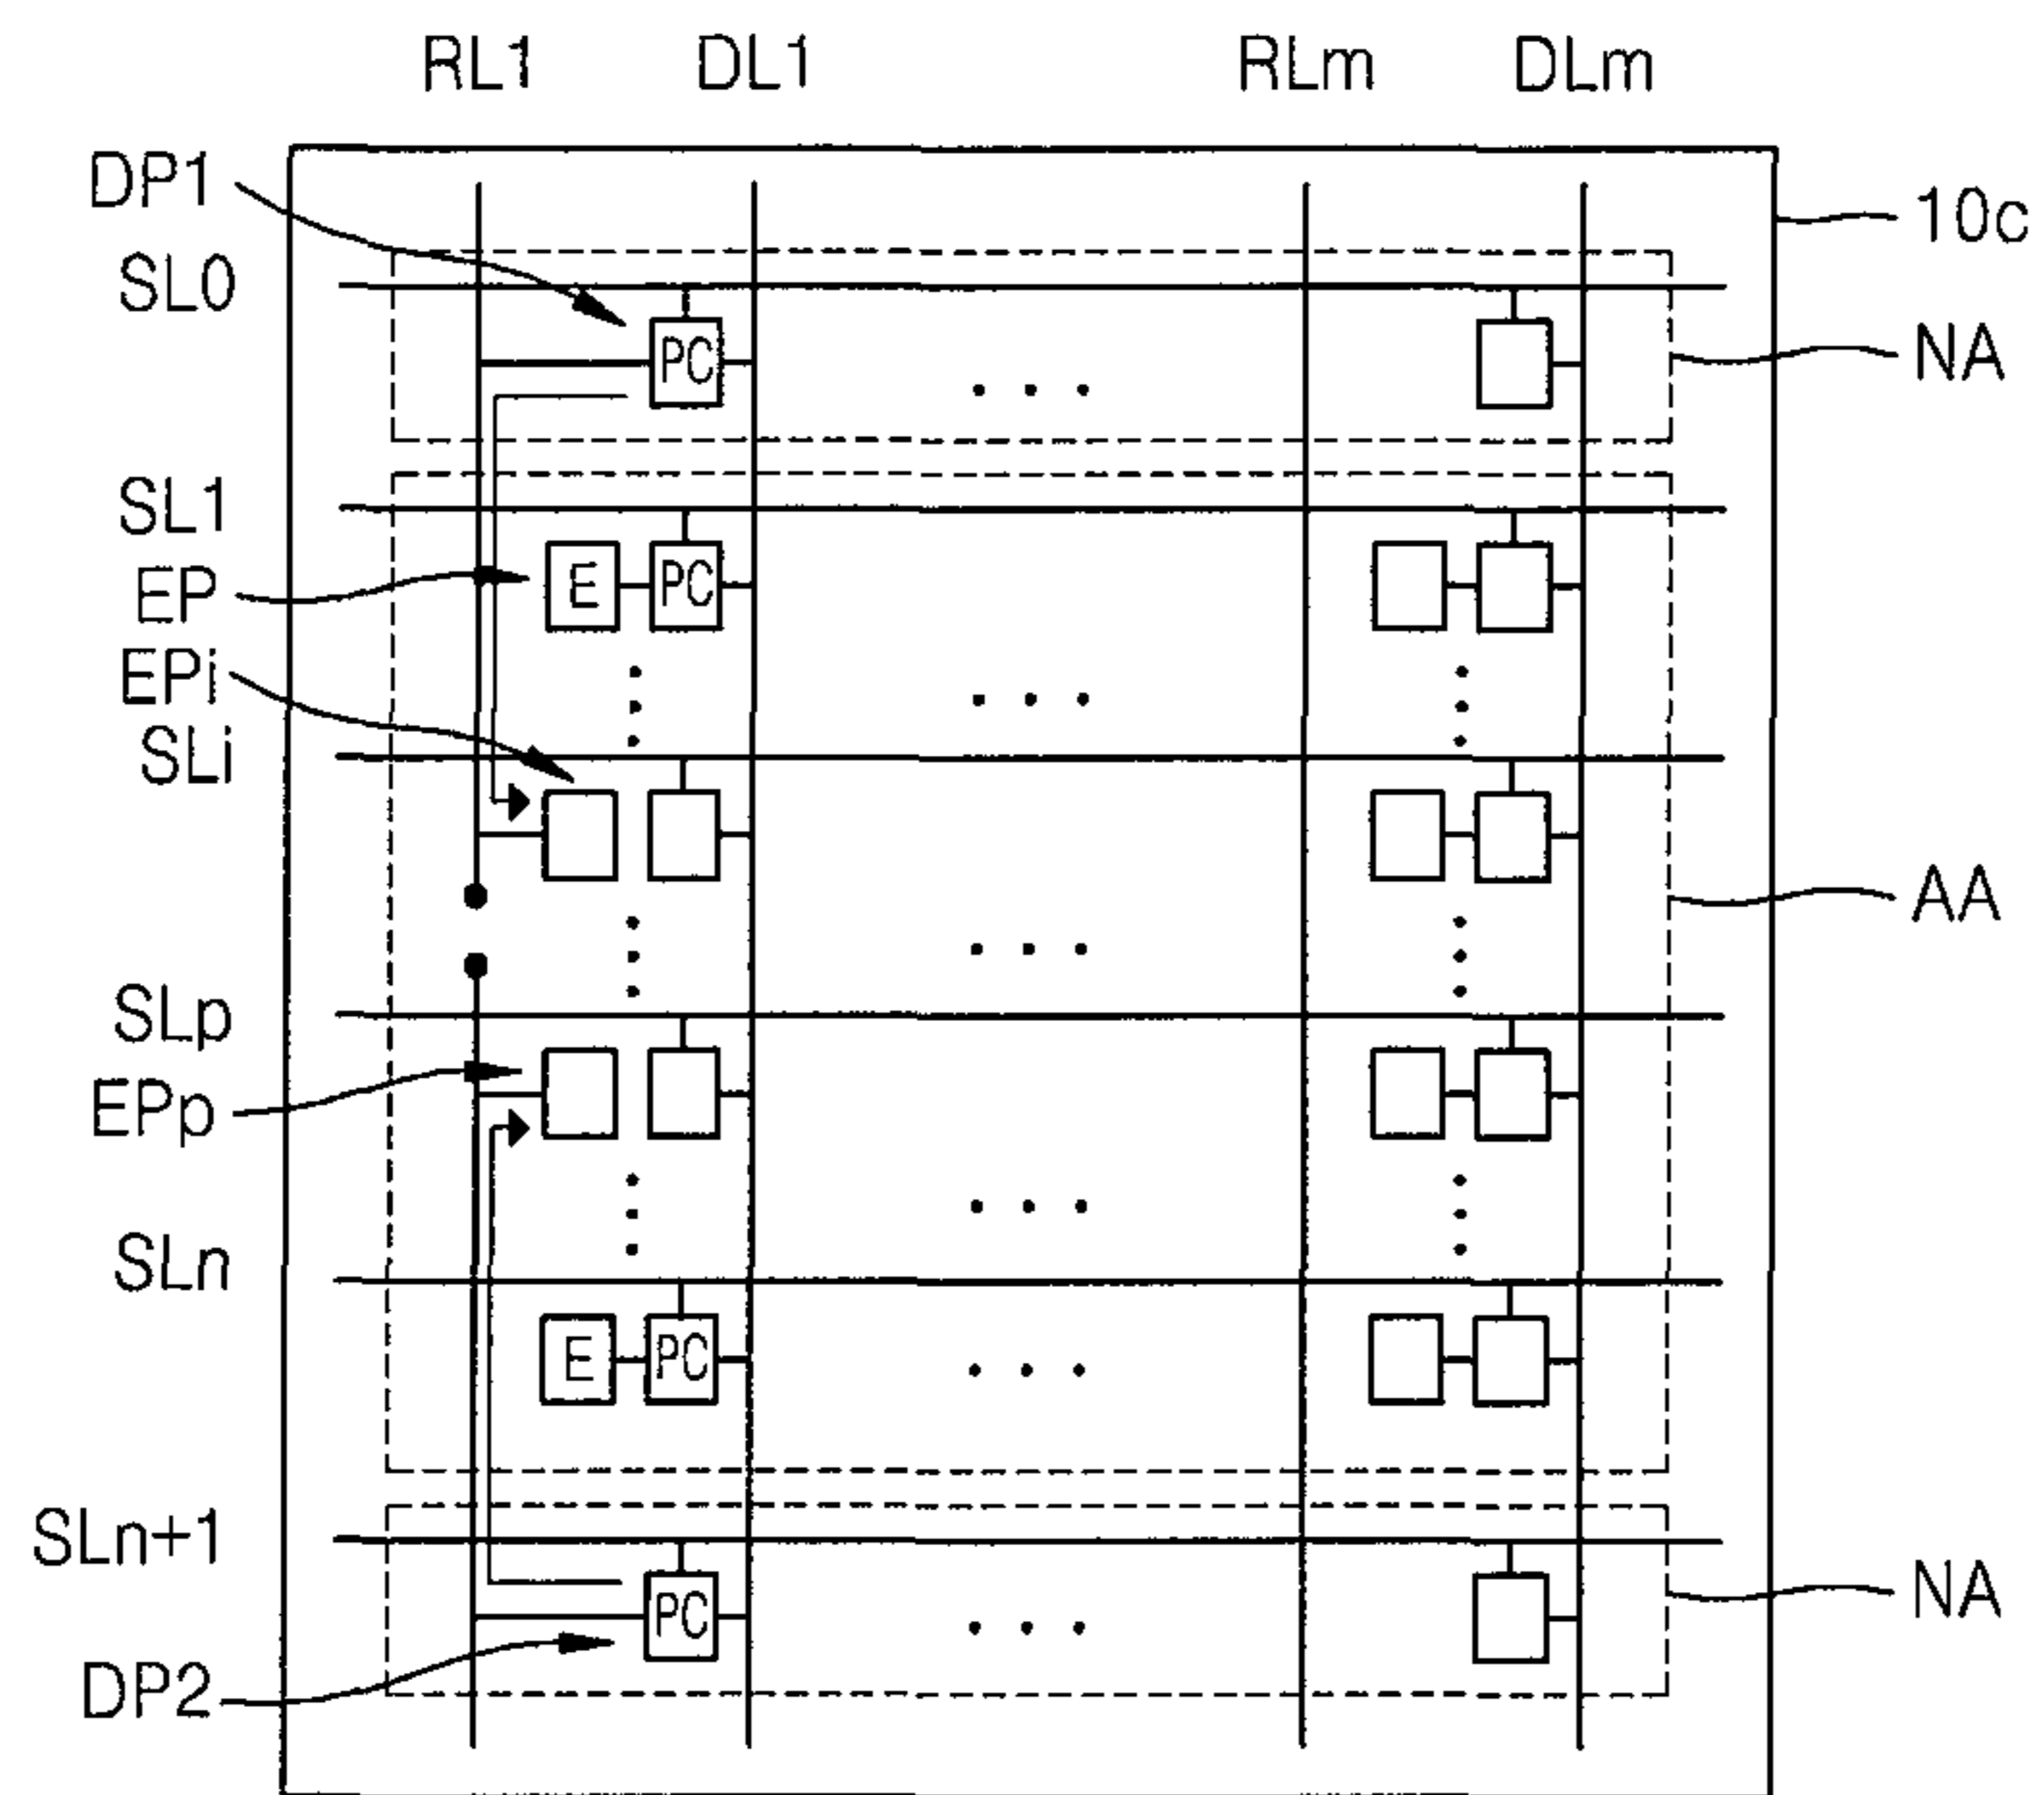 RL1 DL1 RLm DLm
DP1
10c
SL0
PC
NA
SL1
EP
E PC
EPi
SLi
AA
SLp
EPp
SLn
E PC
SLn+1
PC
NA
DP2